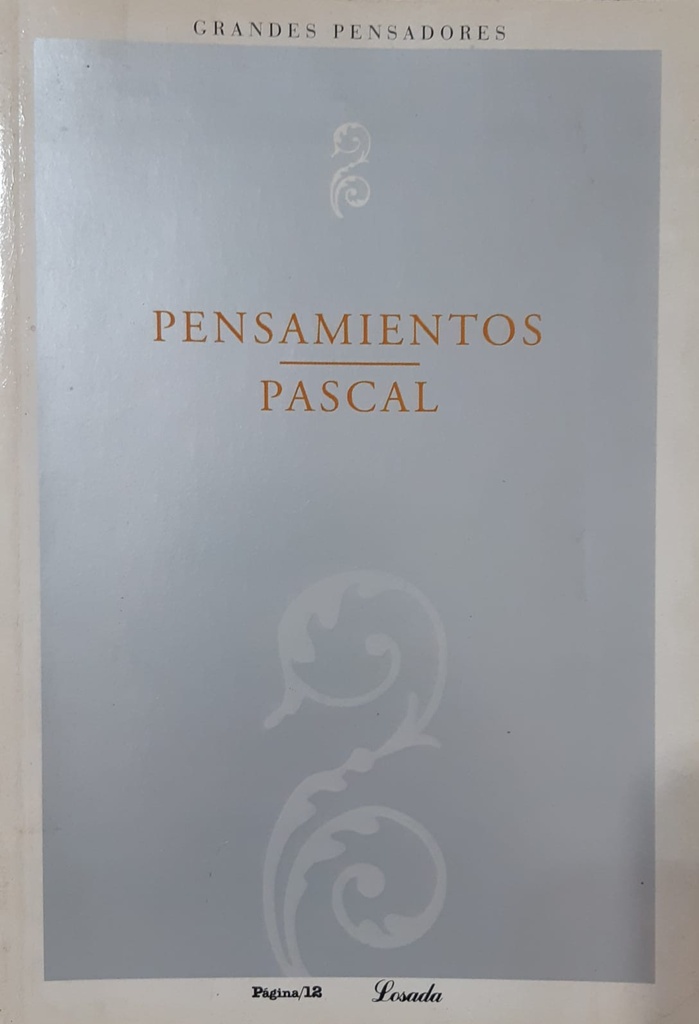 GRANDES PENSADORES
PENSAMIENTOS
PASCAL
Página/12 Losada